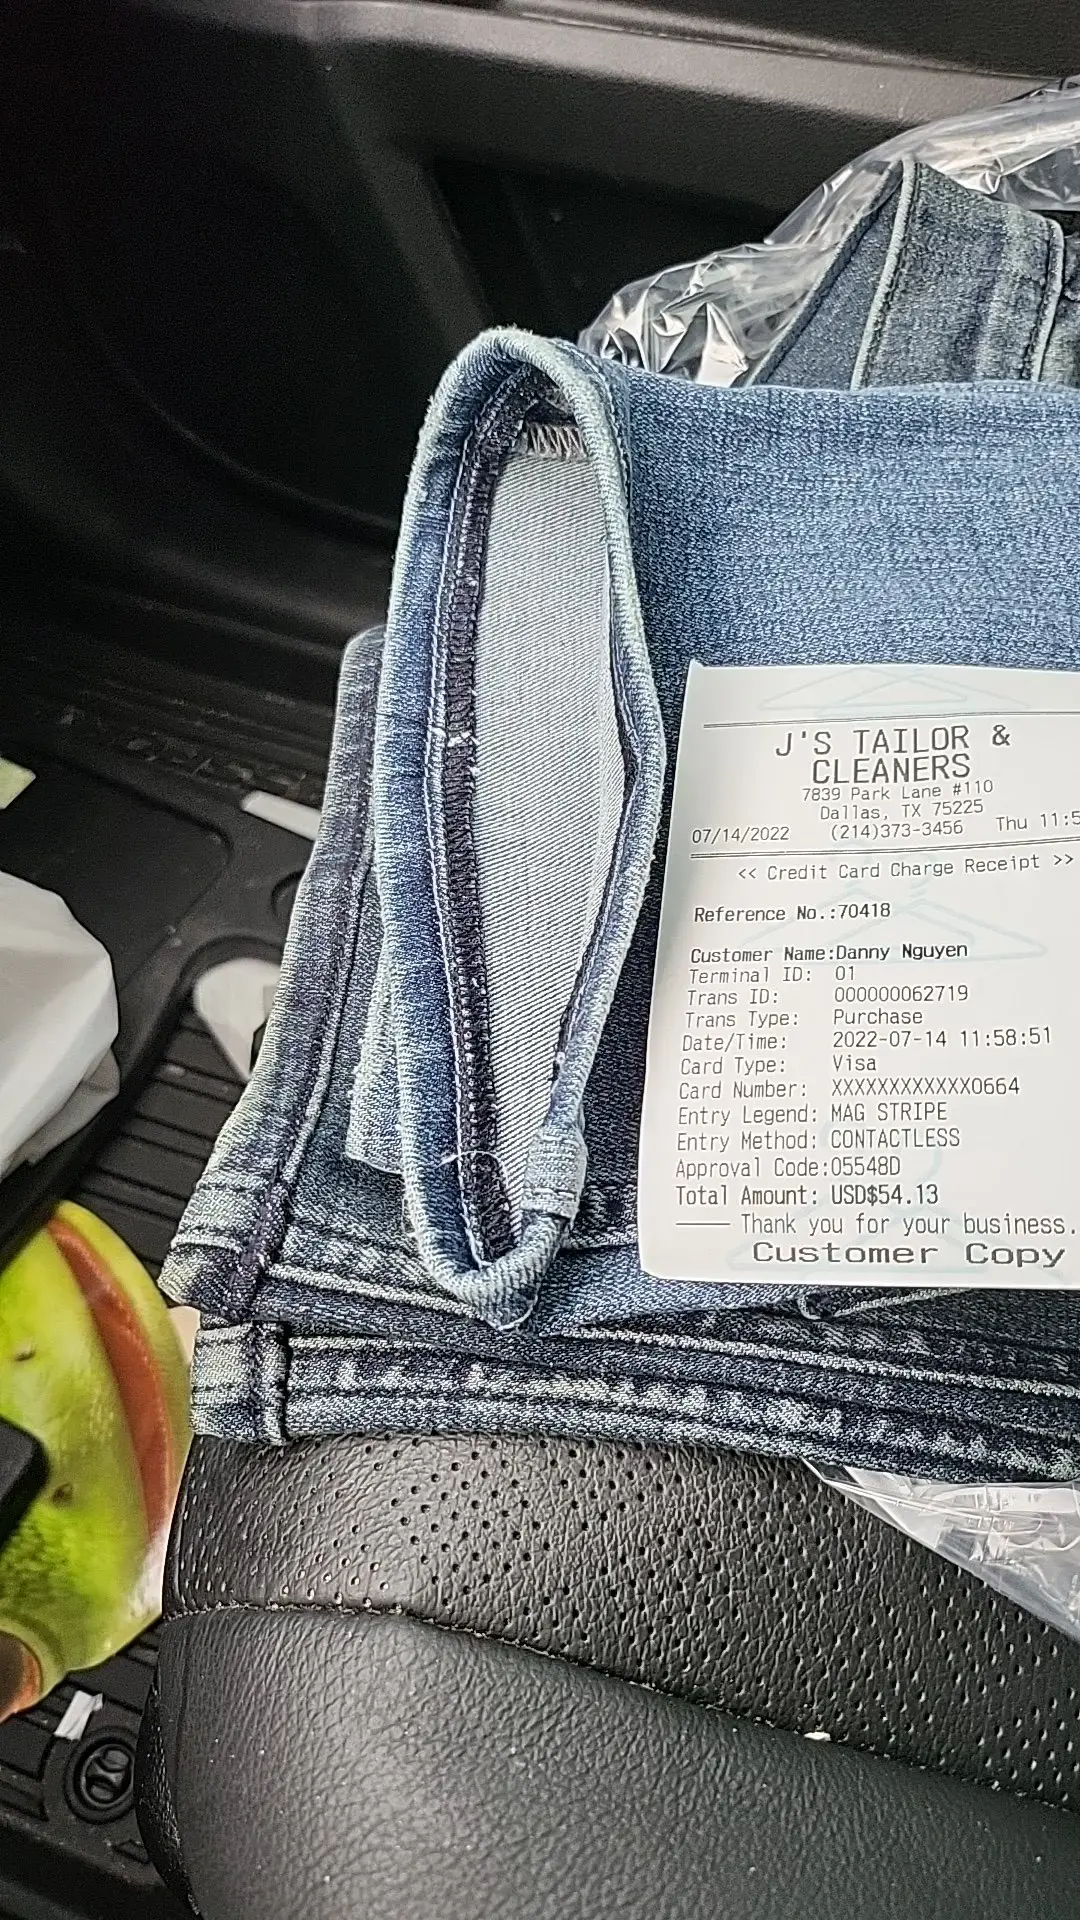 J'S TAILOR &
CLEANERS
7839 Park Lane #110
Dallas, TX 75225
07/14/2022 (214)373-3456 Thu 11:5
<< Credit Card Charge Receipt >>
Reference No.:70418
Customer Name:Danny Nguyen
Terminal ID: 01
Trans ID: 000000062719
Trans Type: Purchase
Date/Time: 2022-07-14 11:58:51
Card Type: Visa
Card Number: XXXXXXXXXXXX0664
Entry Legend: MAG STRIPE
Entry Method: CONTACTLESS
Approval Code:05548D
Total Amount: USD$54.13
Thank you for your business.
Customer Copy